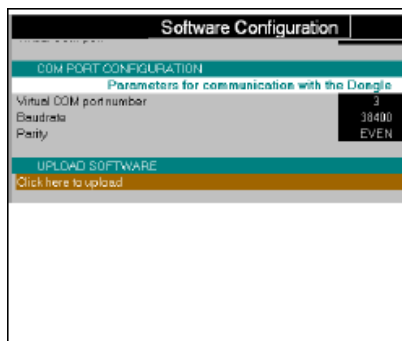 Software Configuration
COM PORT CONFIGURATION
Parameters for communication with the Dongle
Virtual COM port number 3
Baudrate 38400
Parity EVEN
UPLOAD SOFTWARE
Click here to upload